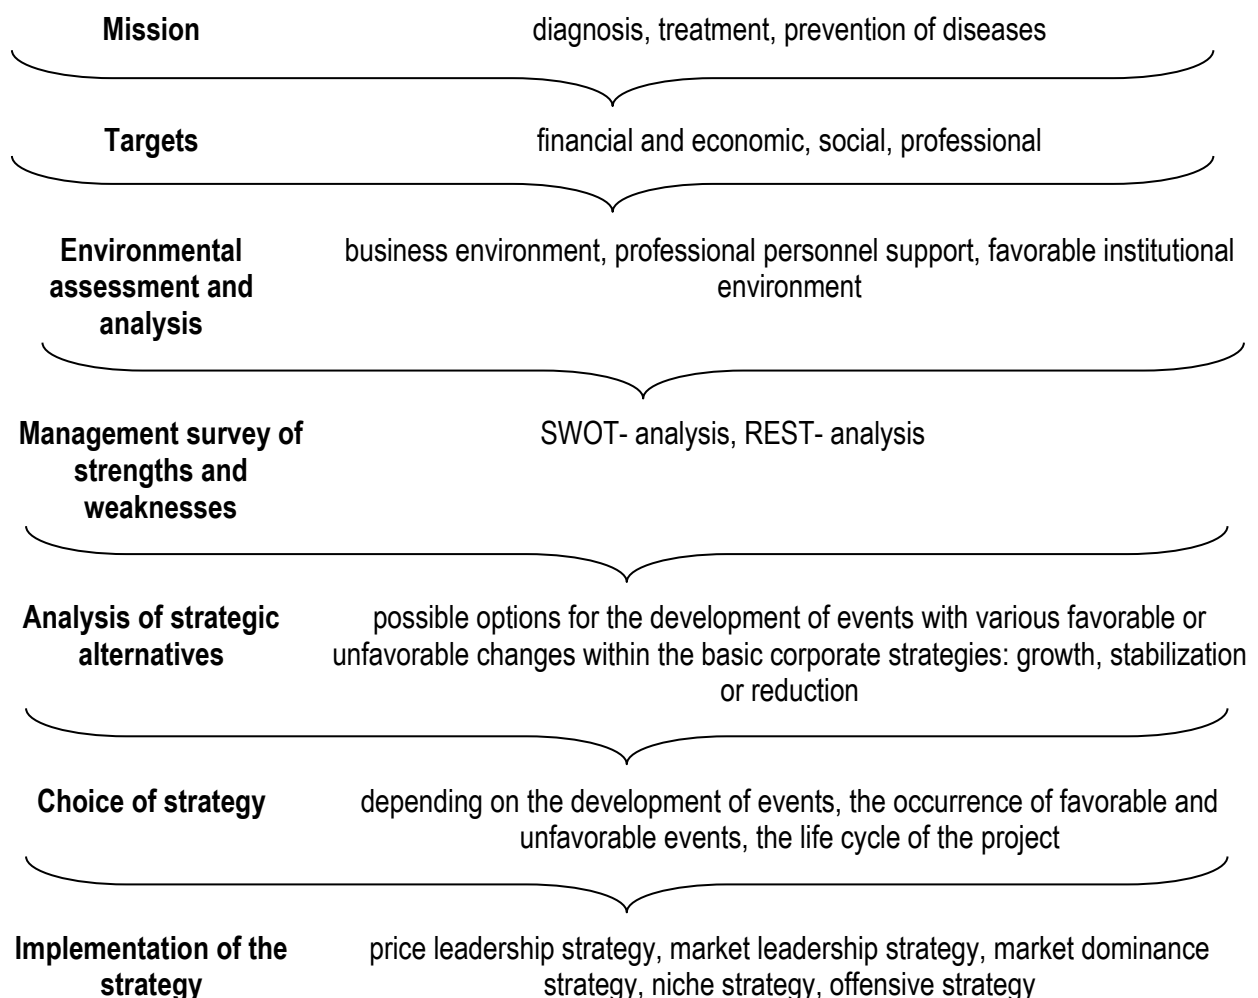 Mission diagnosis, treatment, prevention of diseases
Targets financial and economic, social, professional
Environmental
assessment and
analysis
business environment, professional personnel support, favorable institutional
environment
Management survey of
strengths and
weaknesses
SWOT- analysis, REST- analysis
Analysis of strategic
alternatives
possible options for the development of events with various favorable or
unfavorable changes within the basic corporate strategies: growth, stabilization
or reduction
Choice of strategy
depending on the development of events, the occurrence of favorable and
unfavorable events, the life cycle of the project
Implementation of the
strategy
price leadership strategy, market leadership strategy, market dominance
strategy, niche strategy, offensive strategy